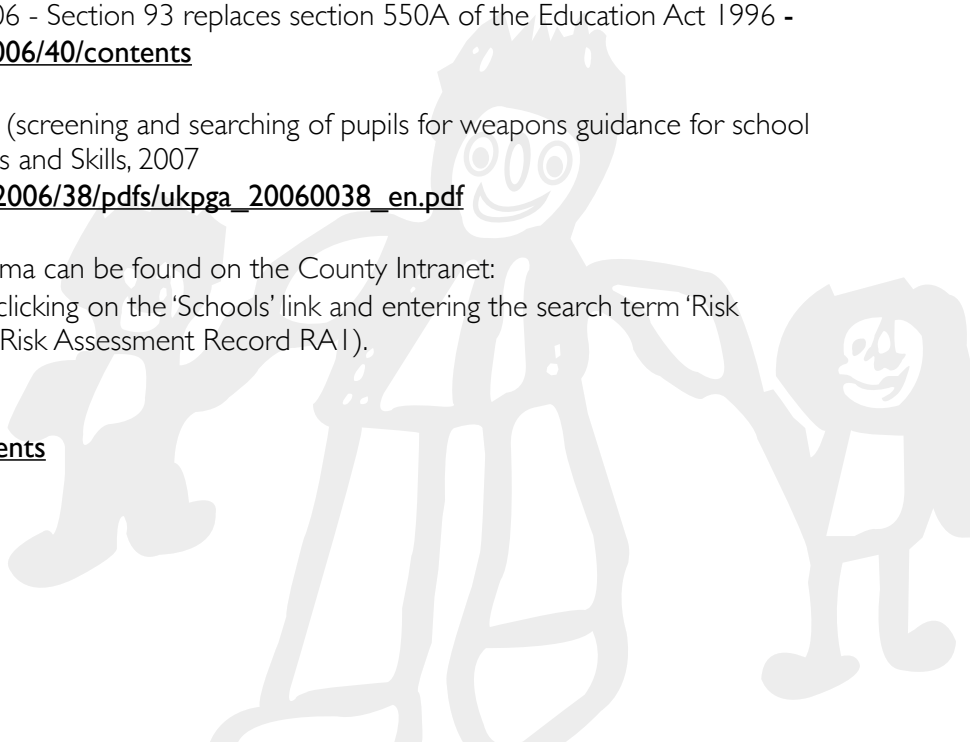 06 - Section 93 replaces section 550A of the Education Act 1996 -
006/40/contents
(screening and searching of pupils for weapons guidance for school
s and Skills, 2007
2006/38/pdfs/ukpga_20060038_en.pdf
ma can be found on the County Intranet:
clicking on the ‘Schools’ link and entering the search term ‘Risk
Risk Assessment Record RA1).
ents